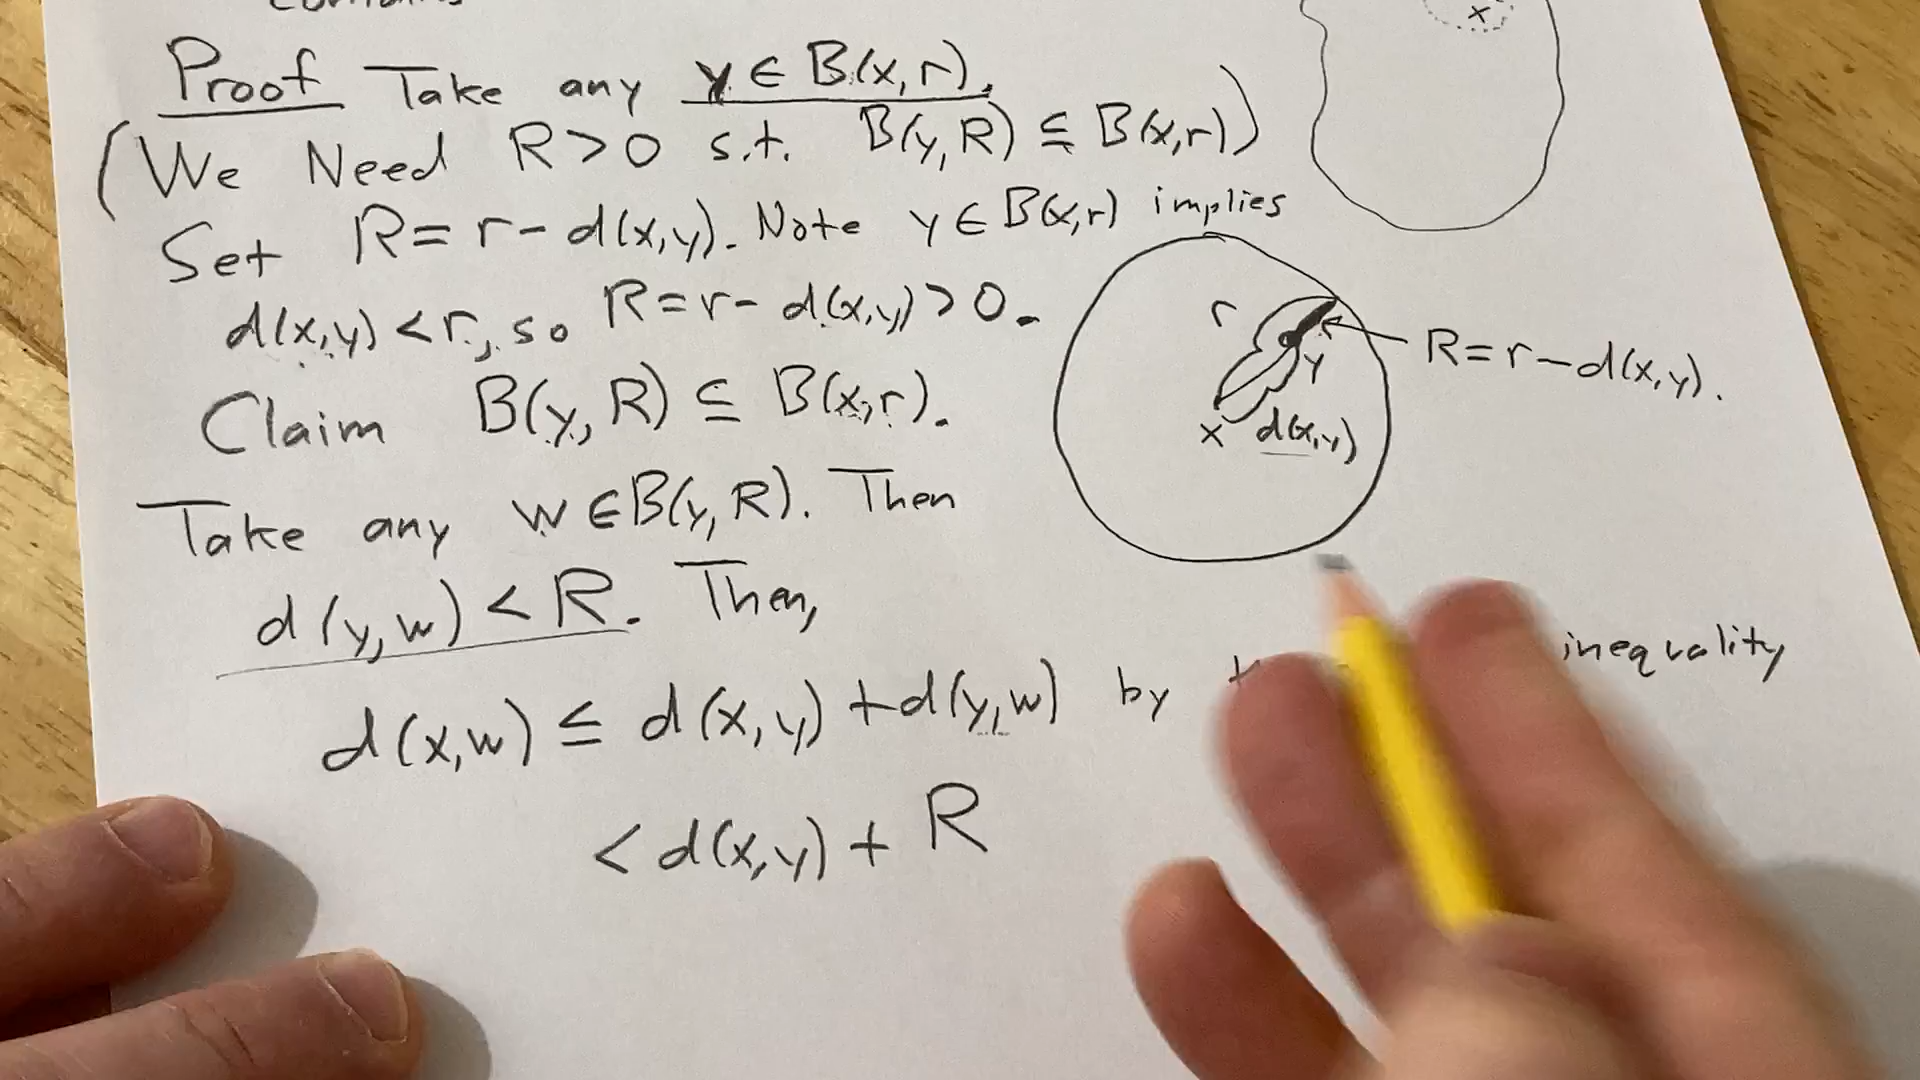 Proof Take any y ∈ B(x,r).
(We Need R>0 s.t. B(y,R) ⊆ B(x,r))
Set R=r-d(x,y). Note y∈B(x,r) implies
d(x,y)<r, so R=r-d(x,y)>0.
Claim B(y,R) ⊆ B(x,r).
Take any w∈B(y,R). Then
d(y,w)<R. Then,
d(x,w) ≤ d(x,y)+d(y,w) by inequality
<d(x,y)+R
x
r
y
x
d(x,y)
R=r-d(x,y).